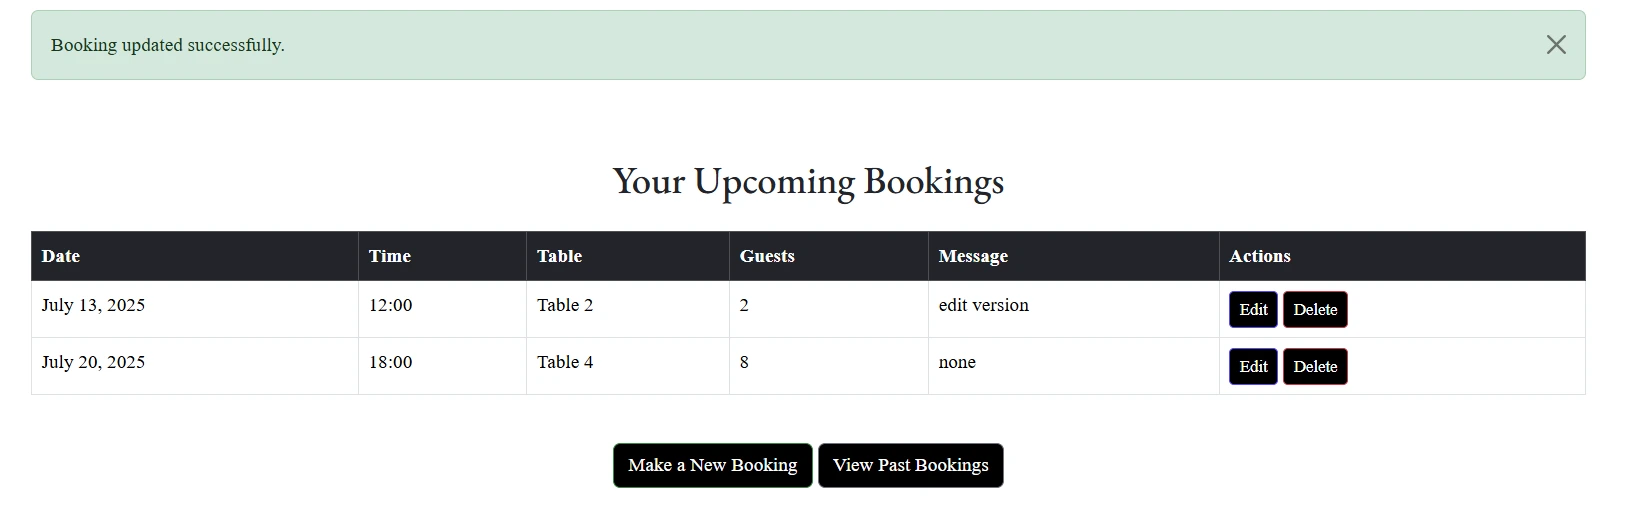 Booking updated successfully.
Your Upcoming Bookings
Date Time Table Guests Message Actions
July 13, 2025 12:00 Table 2 2 edit version Edit Delete
July 20, 2025 18:00 Table 4 8 none Edit Delete
Make a New Booking View Past Bookings